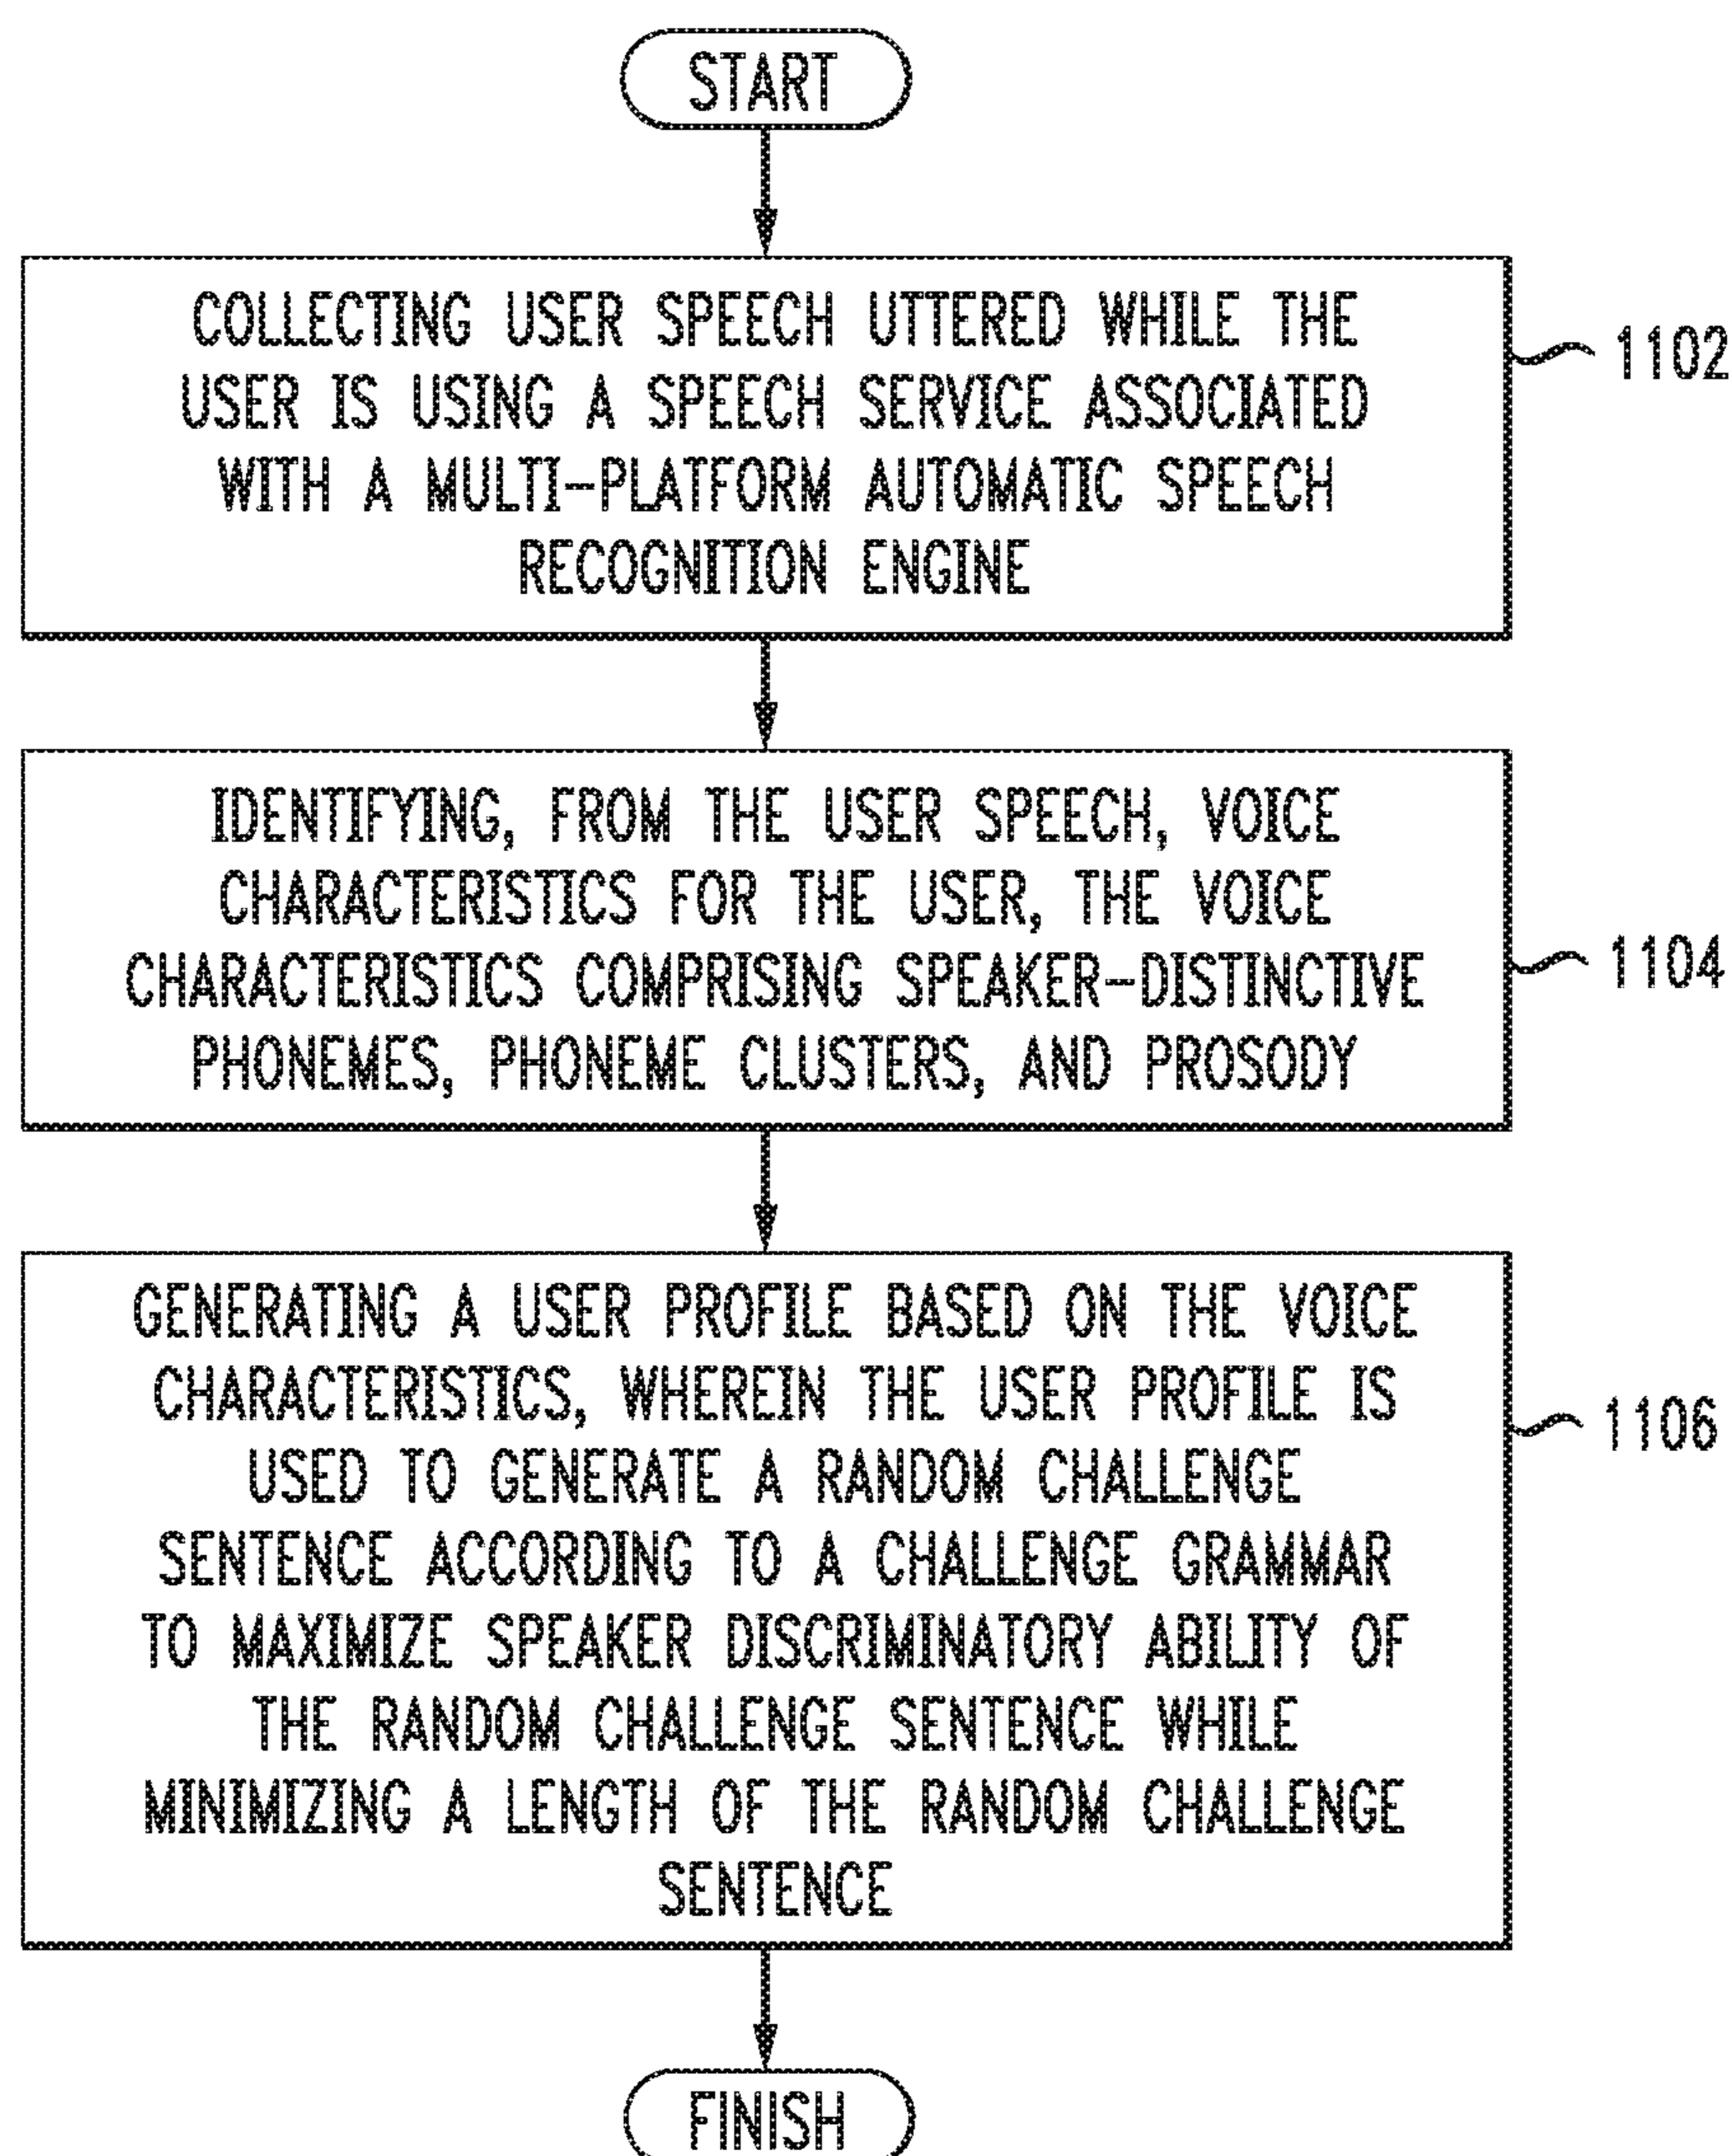 START
COLLECTING USER SPEECH UTTERED WHILE THE
USER IS USING A SPEECH SERVICE ASSOCIATED
WITH A MULTI-PLATFORM AUTOMATIC SPEECH
RECOGNITION ENGINE
1102
IDENTIFYING, FROM THE USER SPEECH, VOICE
CHARACTERISTICS FOR THE USER, THE VOICE
CHARACTERISTICS COMPRISING SPEAKER-DISTINCTIVE
PHONEMES, PHONEME CLUSTERS, AND PROSODY
1104
GENERATING A USER PROFILE BASED ON THE VOICE
CHARACTERISTICS, WHEREIN THE USER PROFILE IS
USED TO GENERATE A RANDOM CHALLENGE
SENTENCE ACCORDING TO A CHALLENGE GRAMMAR
TO MAXIMIZE SPEAKER DISCRIMINATORY ABILITY OF
THE RANDOM CHALLENGE SENTENCE WHILE
MINIMIZING A LENGTH OF THE RANDOM CHALLENGE
SENTENCE
1106
FINISH